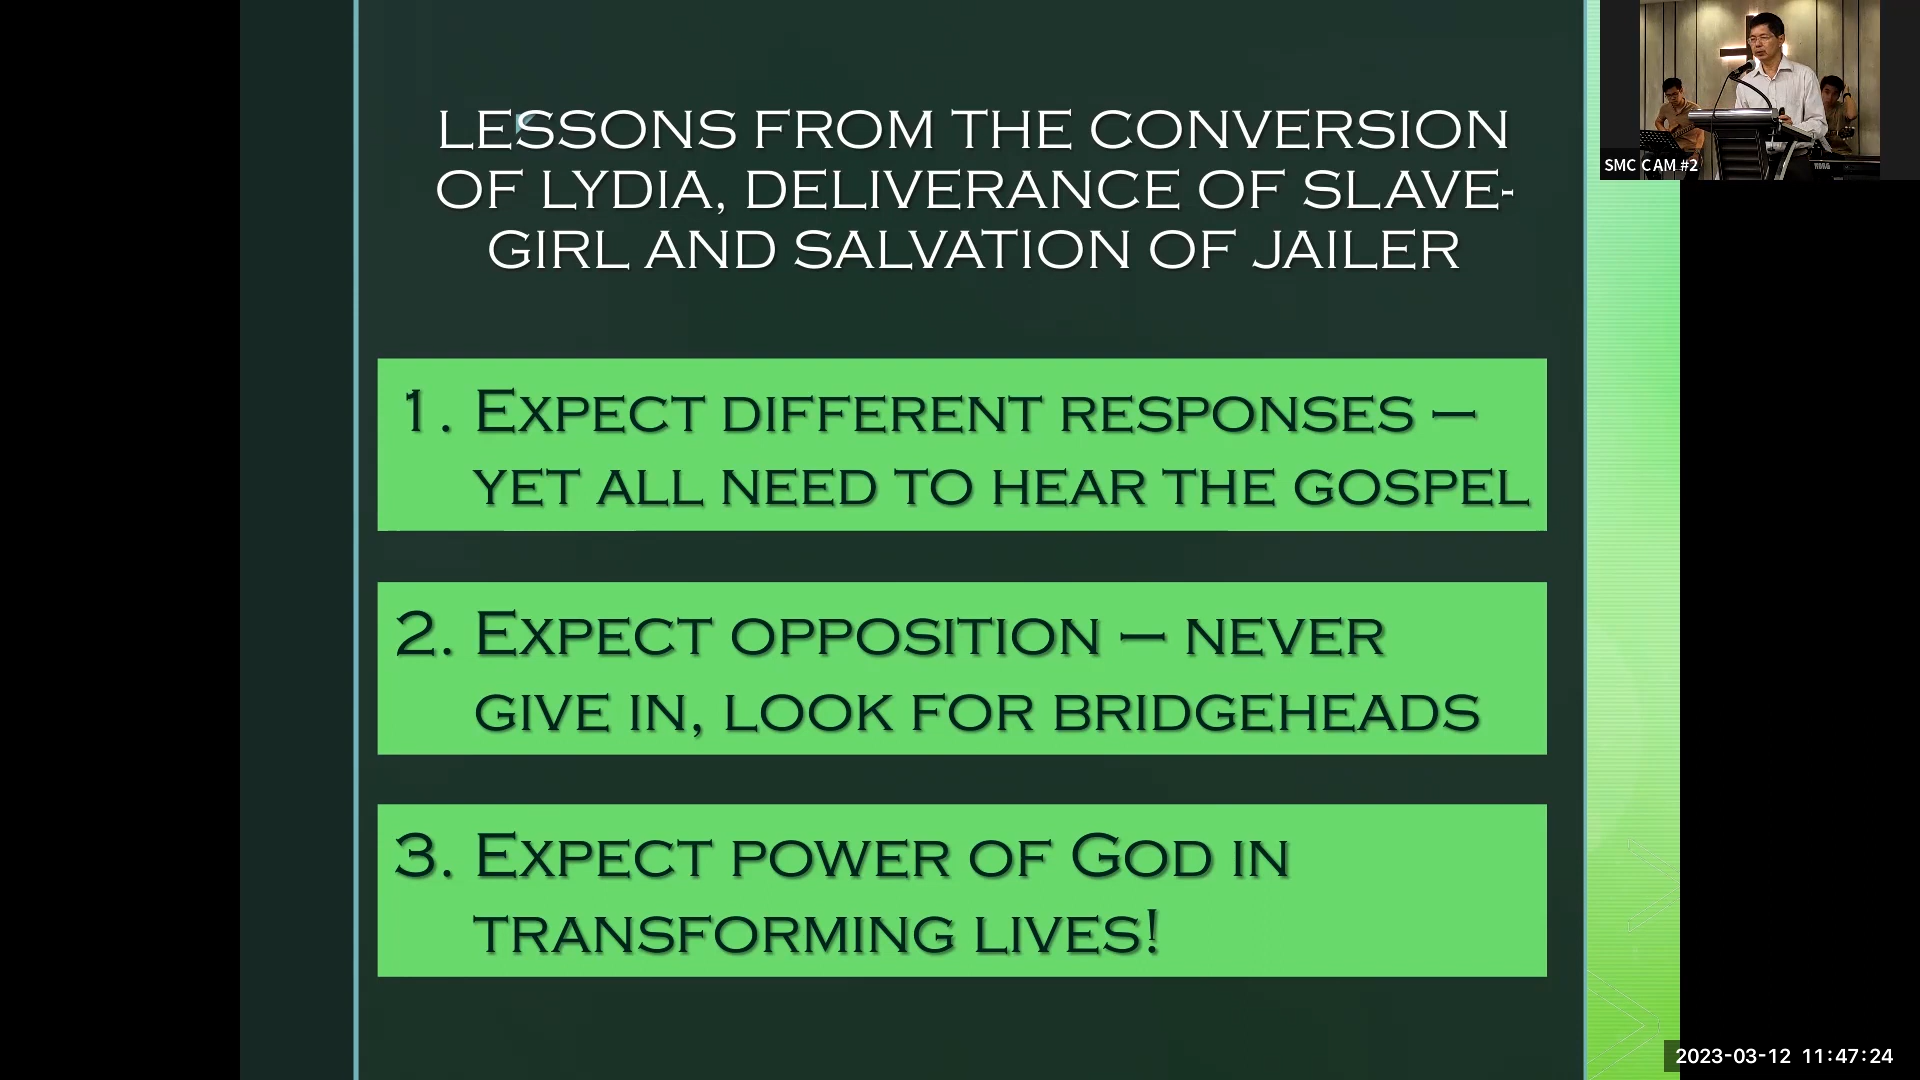 LESSONS FROM THE CONVERSION
OF LYDIA, DELIVERANCE OF SLAVE-
GIRL AND SALVATION OF JAILER
1. EXPECT DIFFERENT RESPONSES –
YET ALL NEED TO HEAR THE GOSPEL
2. EXPECT OPPOSITION – NEVER
GIVE IN, LOOK FOR BRIDGEHEADS
3. EXPECT POWER OF GOD IN
TRANSFORMING LIVES!
SMC CAM #2
KORG
2023-03-12 11:47:24